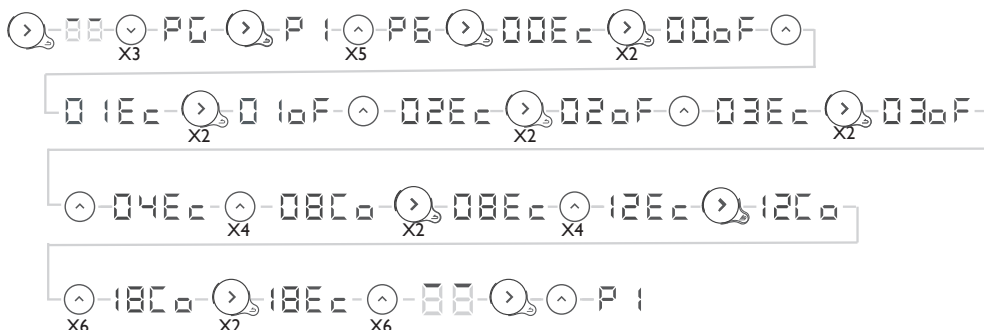 88 PG P1 P6 00Ec 00oF
X3 X5 X2
01Ec 01oF 02Ec 02oF 03Ec 03oF
X2 X2 X2
04Ec 08Co 08Ec 12Ec 12Co
X4 X2 X4
18Co 18Ec 00 P1
X6 X2 X6